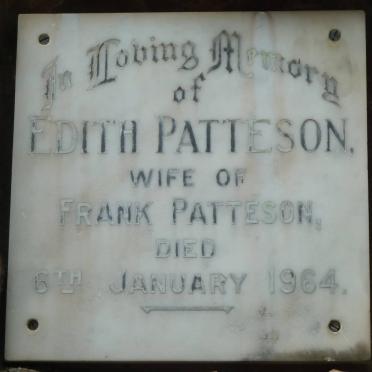 In Loving Memory
of
EDITH PATTESON,
WIFE OF
FRANK PATTESON,
DIED
6TH JANUARY 1964.